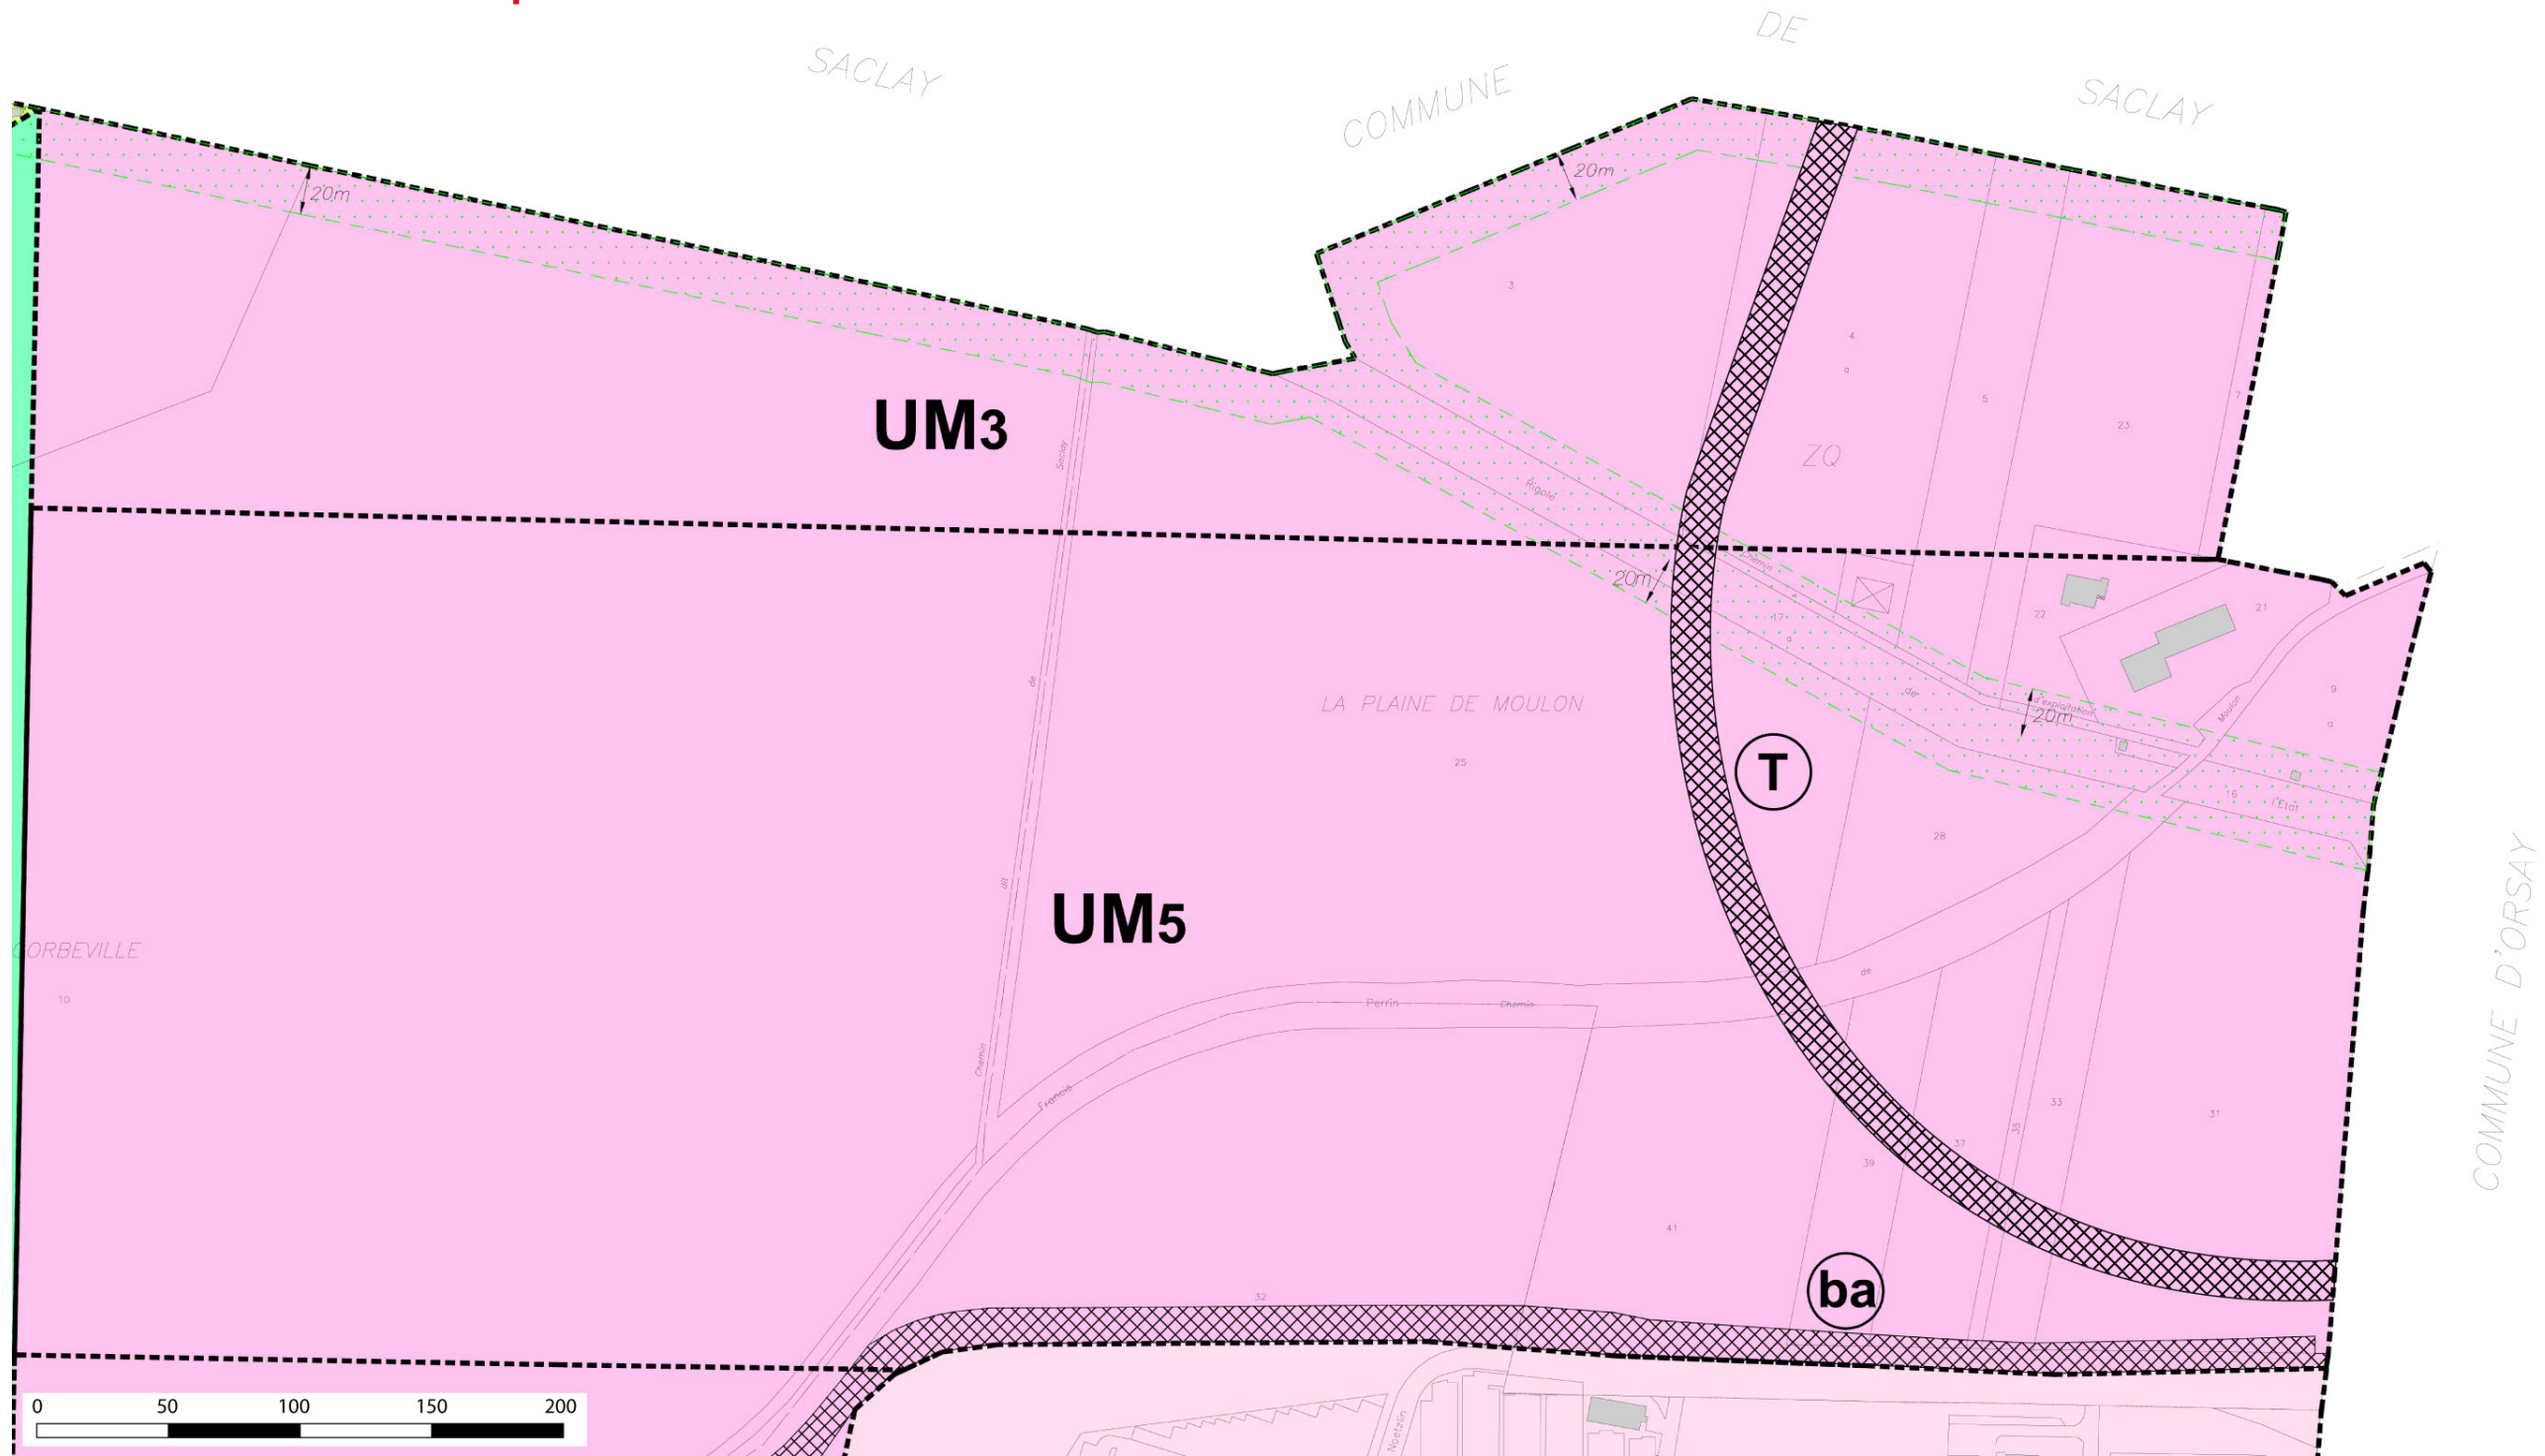 DE
SACLAY
COMMUNE
SACLAY
20m
20m
3
4
a
5
7
23
UM3
Saclay
ZQ
Rigole
20m
Chemin
17
a
22
21
de
LA PLAINE DE MOULON
de
9
a
Moulon
d'exploitation
20m
25
T
16
l'Etat
28
dit
UM5
CORBEVILLE
10
de
Perrin
Chemin
COMMUNE D'ORSAY
Chemin
Francis
33
31
35
37
39
41
ba
32
0 50 100 150 200
Noetzlin